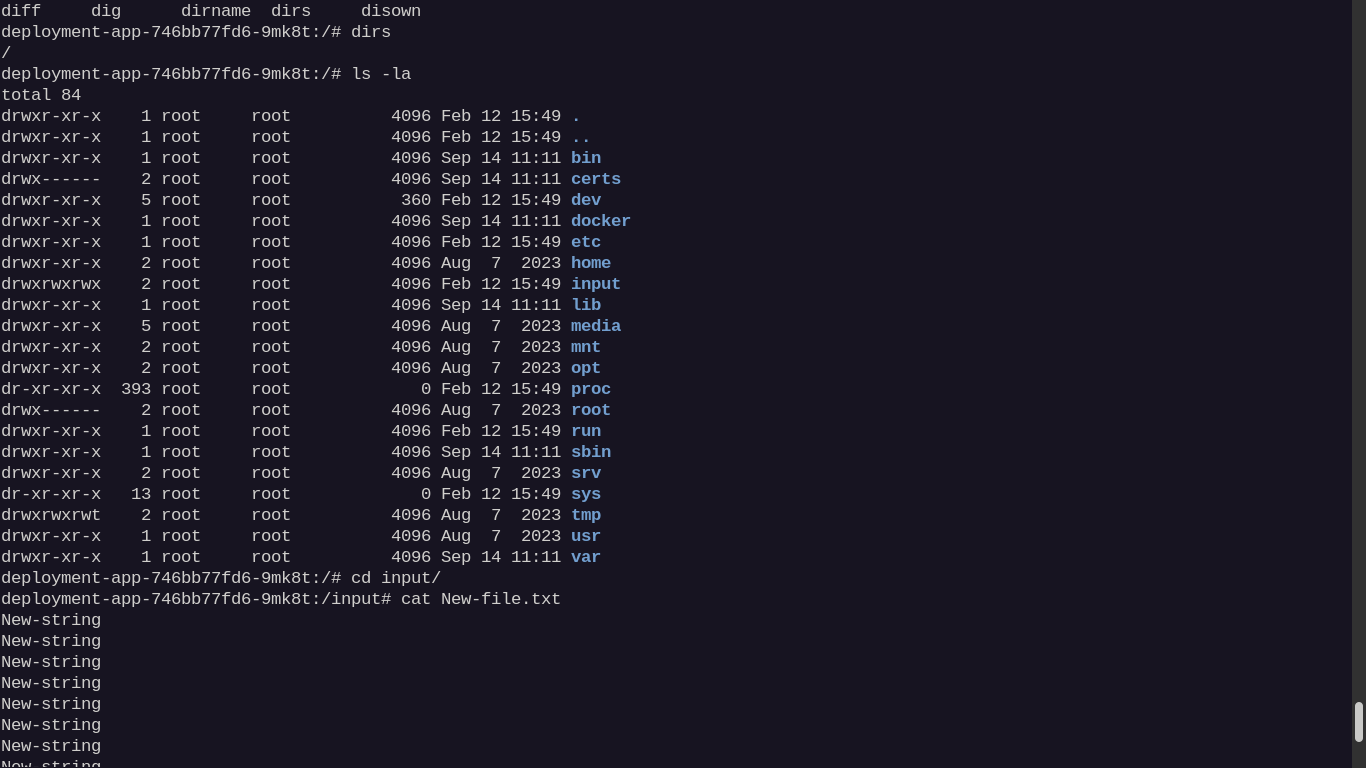 diff     dig      dirname  dirs     disown
deployment-app-746bb77fd6-9mk8t:/# dirs
/
deployment-app-746bb77fd6-9mk8t:/# ls -la
total 84
drwxr-xr-x    1 root     root          4096 Feb 12 15:49 .
drwxr-xr-x    1 root     root          4096 Feb 12 15:49 ..
drwxr-xr-x    1 root     root          4096 Sep 14 11:11 bin
drwx------    2 root     root          4096 Sep 14 11:11 certs
drwxr-xr-x    5 root     root           360 Feb 12 15:49 dev
drwxr-xr-x    1 root     root          4096 Sep 14 11:11 docker
drwxr-xr-x    1 root     root          4096 Feb 12 15:49 etc
drwxr-xr-x    2 root     root          4096 Aug  7  2023 home
drwxrwxrwx    2 root     root          4096 Feb 12 15:49 input
drwxr-xr-x    1 root     root          4096 Sep 14 11:11 lib
drwxr-xr-x    5 root     root          4096 Aug  7  2023 media
drwxr-xr-x    2 root     root          4096 Aug  7  2023 mnt
drwxr-xr-x    2 root     root          4096 Aug  7  2023 opt
dr-xr-xr-x  393 root     root             0 Feb 12 15:49 proc
drwx------    2 root     root          4096 Aug  7  2023 root
drwxr-xr-x    1 root     root          4096 Feb 12 15:49 run
drwxr-xr-x    1 root     root          4096 Sep 14 11:11 sbin
drwxr-xr-x    2 root     root          4096 Aug  7  2023 srv
dr-xr-xr-x   13 root     root             0 Feb 12 15:49 sys
drwxrwxrwt    2 root     root          4096 Aug  7  2023 tmp
drwxr-xr-x    1 root     root          4096 Aug  7  2023 usr
drwxr-xr-x    1 root     root          4096 Sep 14 11:11 var
deployment-app-746bb77fd6-9mk8t:/# cd input/
deployment-app-746bb77fd6-9mk8t:/input# cat New-file.txt
New-string
New-string
New-string
New-string
New-string
New-string
New-string
New-string